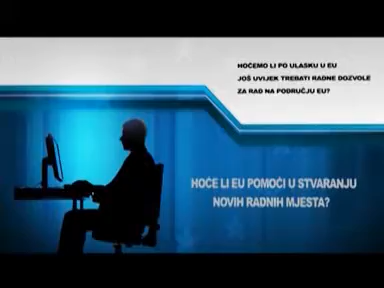 HOĆEMO LI PO ULASKU U EU
JOŠ UVIJEK TREBATI RADNE DOZVOLE
ZA RAD NA PODRUČJU EU?
HOĆE LI EU POMOĆI U STVARANJU
NOVIH RADNIH MJESTA?